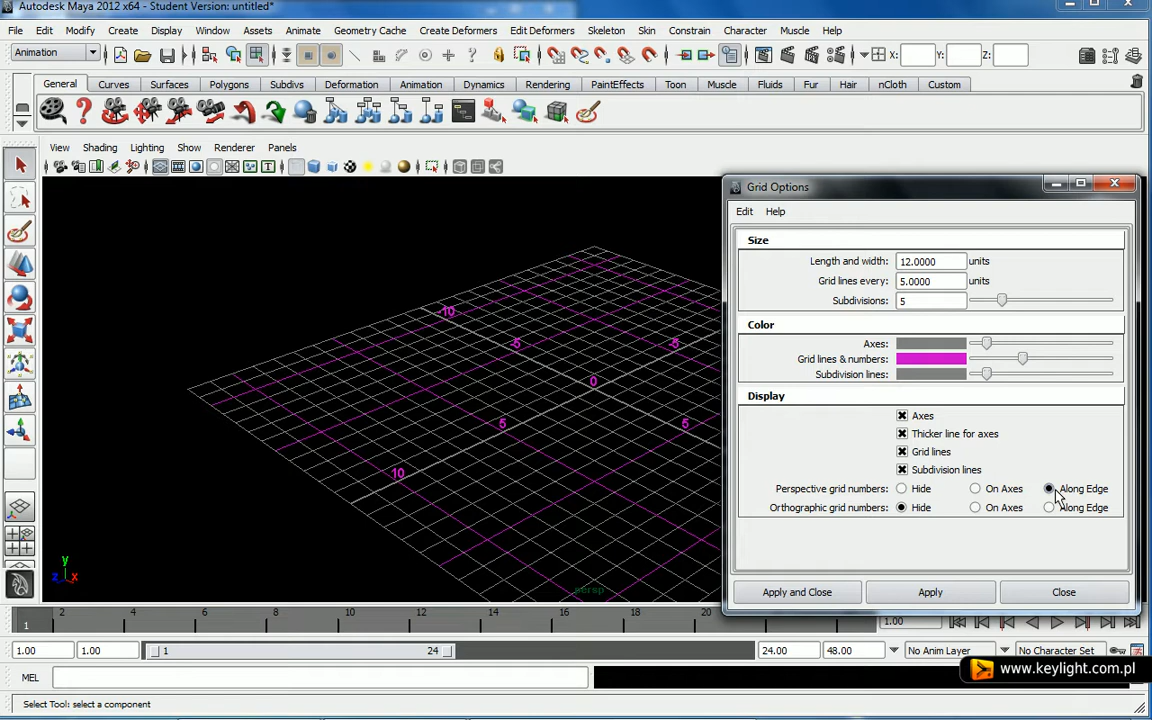 Autodesk Maya 2012 x64 - Student Version: untitled*
File Edit Modify Create Display Window Assets Animate Geometry Cache Create Deformers Edit Deformers Skeleton Skin Constrain Character Muscle Help
Animation X: Y: Z:
General Curves Surfaces Polygons Subdivs Deformation Animation Dynamics Rendering PaintEffects Toon Muscle Fluids Fur Hair nCloth Custom
View Shading Lighting Show Renderer Panels
Grid Options
Edit Help
Size
Length and width: 12.0000 units
Grid lines every: 5.0000 units
Subdivisions: 5
Color
Axes:
Grid lines & numbers:
Subdivision lines:
Display
Axes
Thicker line for axes
Grid lines
Subdivision lines
Perspective grid numbers: Hide On Axes Along Edge
Orthographic grid numbers: Hide On Axes Along Edge
Apply and Close Apply Close
-10
-5 -5
0
5 5
10
y
z x
persp
1 2 4 6 8 10 12 14 16 18 20 1.00
1.00 1.00 1 24 24.00 48.00 No Anim Layer No Character Set
MEL
www.keylight.com.pl
Select Tool: select a component